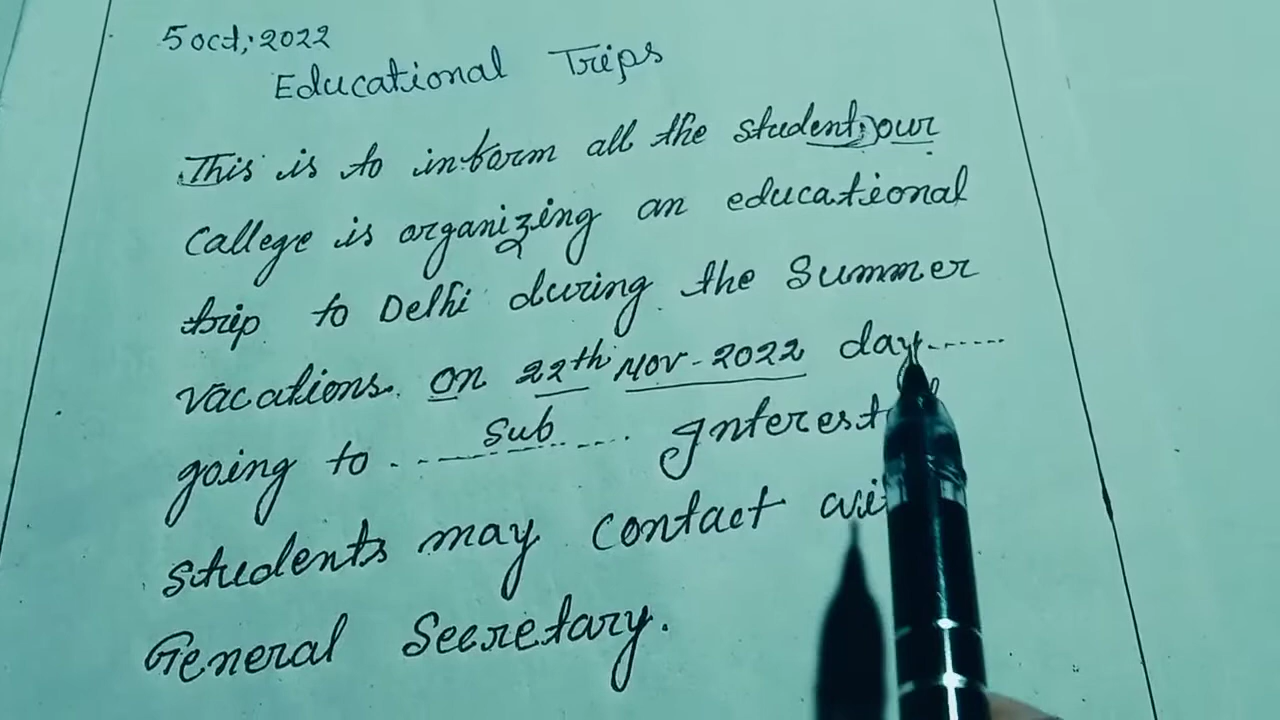 5 oct, 2022
Educational Trips
This is to inform all the student, our
Callege is organizing an educational
trip to Delhi during the Summer
vacations. On 22th Nov-2022 day......
going to .... Sub .... Interest
students may contact
General Secretary.